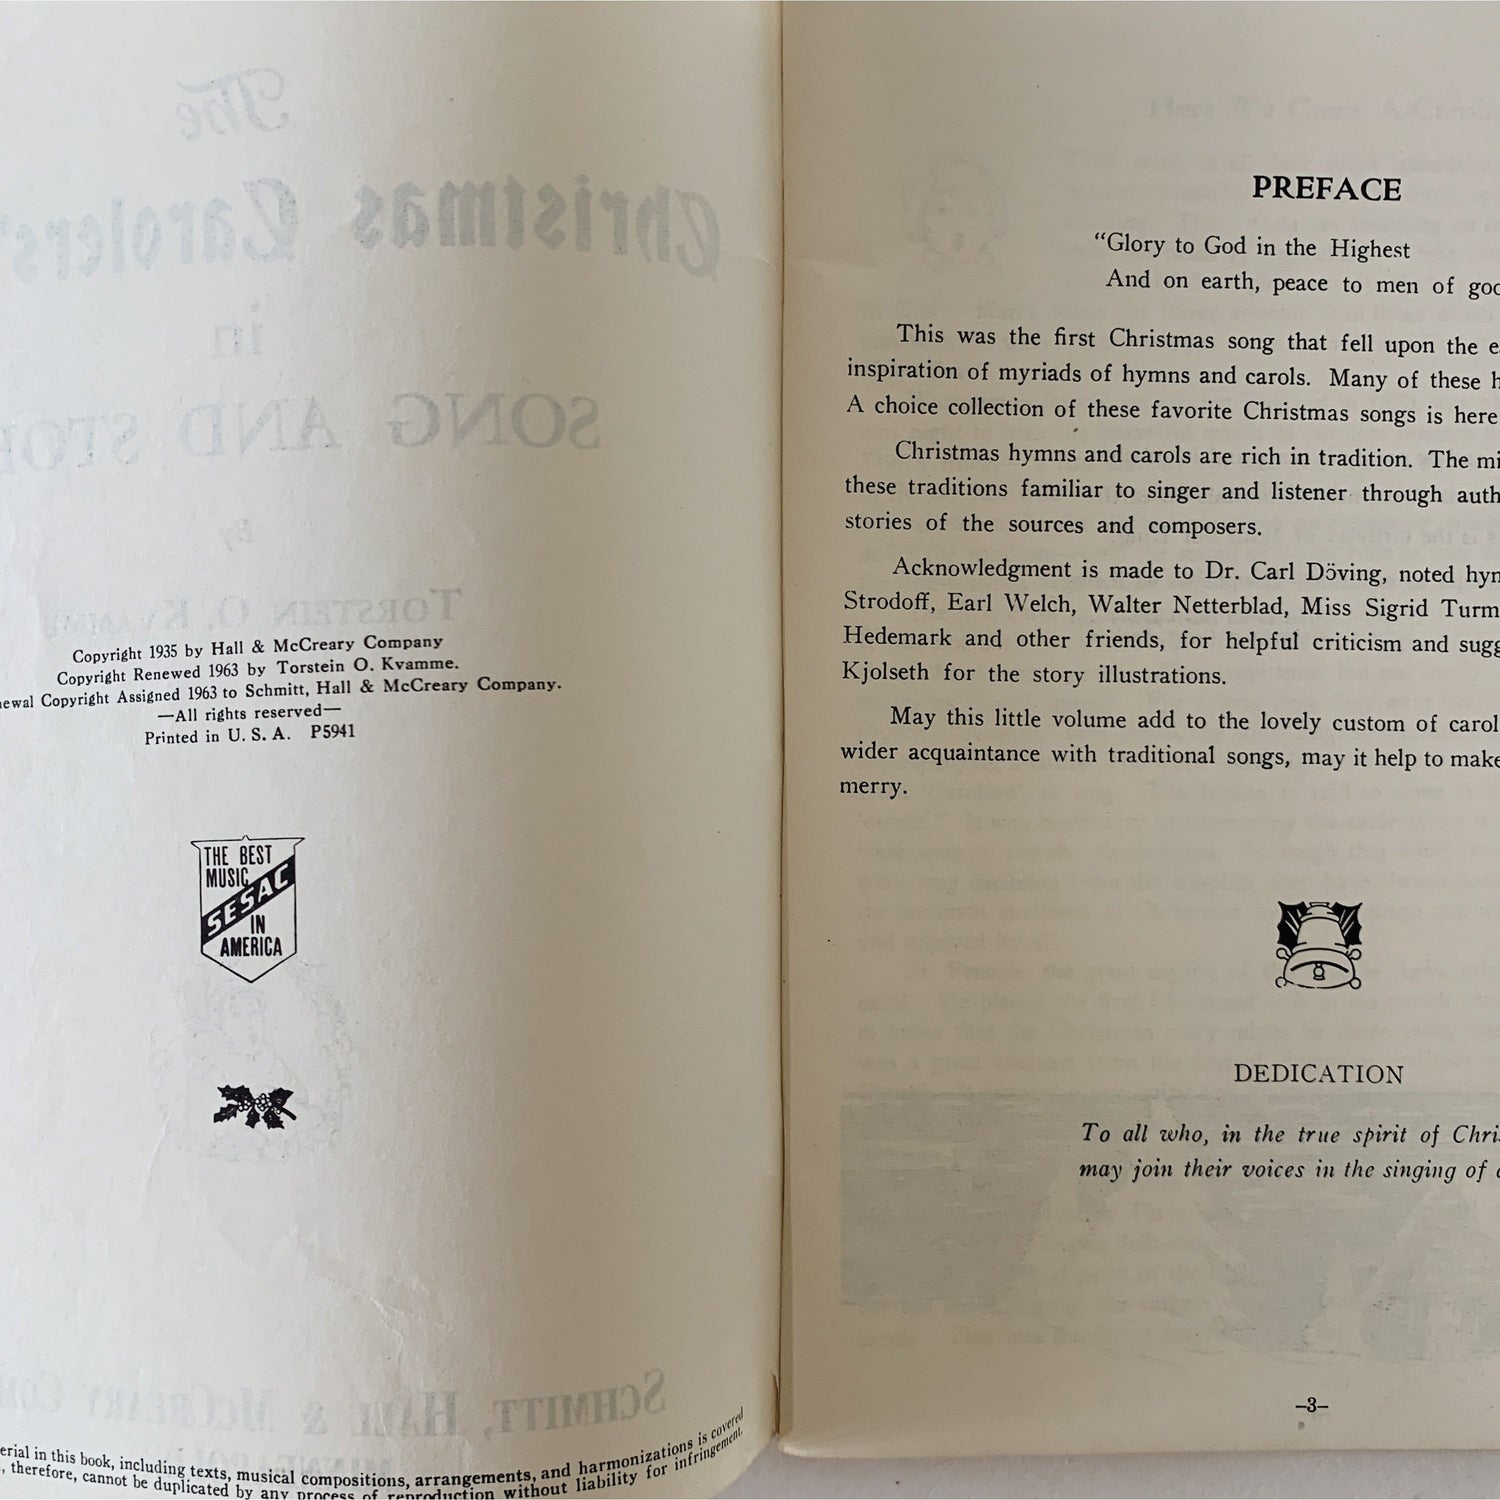 Copyright 1935 by Hall & McCreary Company
Copyright Renewed 1963 by Torstein O. Kvamme.
Copyright Assigned 1963 to Schmitt, Hall & McCreary Company.
—All rights reserved—
Printed in U. S. A. P5941
THE BEST
MUSIC
SESAC
IN
AMERICA
in this book, including texts, musical compositions, arrangements, and harmonizations is covered
therefore, cannot be duplicated by any process of reproduction without liability for infringement.
PREFACE
“Glory to God in the Highest
And on earth, peace to men of
This was the first Christmas song that fell upon the
inspiration of myriads of hymns and carols. Many of these
A choice collection of these favorite Christmas songs is here
Christmas hymns and carols are rich in tradition. The
these traditions familiar to singer and listener through
stories of the sources and composers.
Acknowledgment is made to Dr. Carl Döving, noted
Strodoff, Earl Welch, Walter Netterblad, Miss Sigrid
Hedemark and other friends, for helpful criticism and
Kjolseth for the story illustrations.
May this little volume add to the lovely custom of
wider acquaintance with traditional songs, may it help to make
merry.
DEDICATION
To all who, in the true spirit of
may join their voices in the singing of
–3–